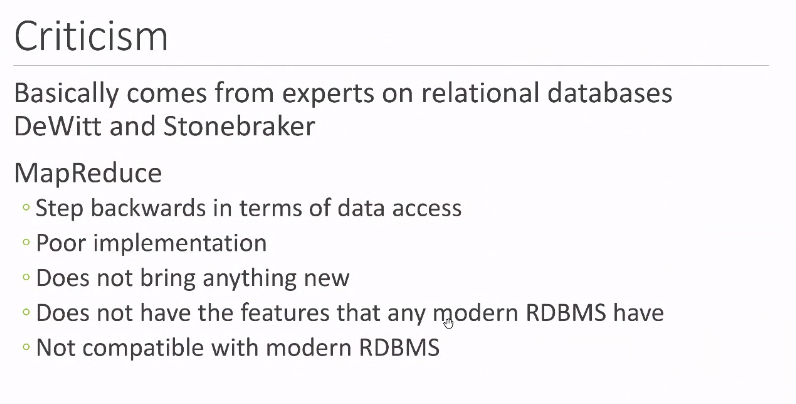 Criticism
Basically comes from experts on relational databases
DeWitt and Stonebraker
MapReduce
◦ Step backwards in terms of data access
◦ Poor implementation
◦ Does not bring anything new
◦ Does not have the features that any modern RDBMS have
◦ Not compatible with modern RDBMS